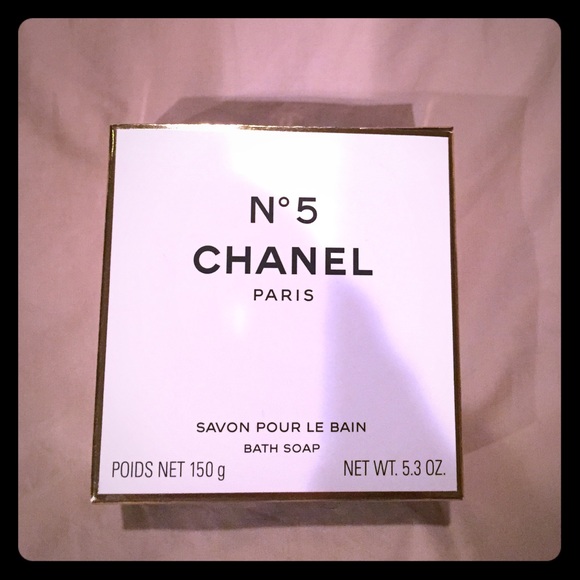 N°5
CHANEL
PARIS
SAVON POUR LE BAIN
BATH SOAP
POIDS NET 150 g NET WT. 5.3 OZ.